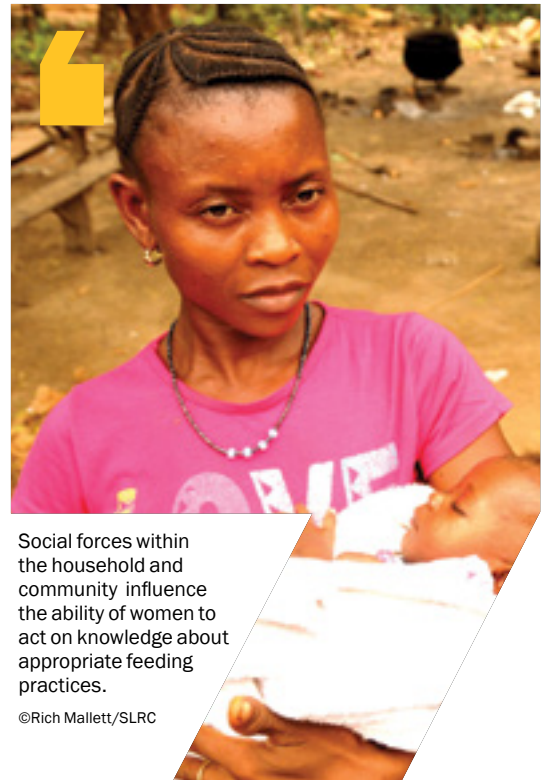 LOVE
Social forces within
the household and
community influence
the ability of women to
act on knowledge about
appropriate feeding
practices.
©Rich Mallett/SLRC